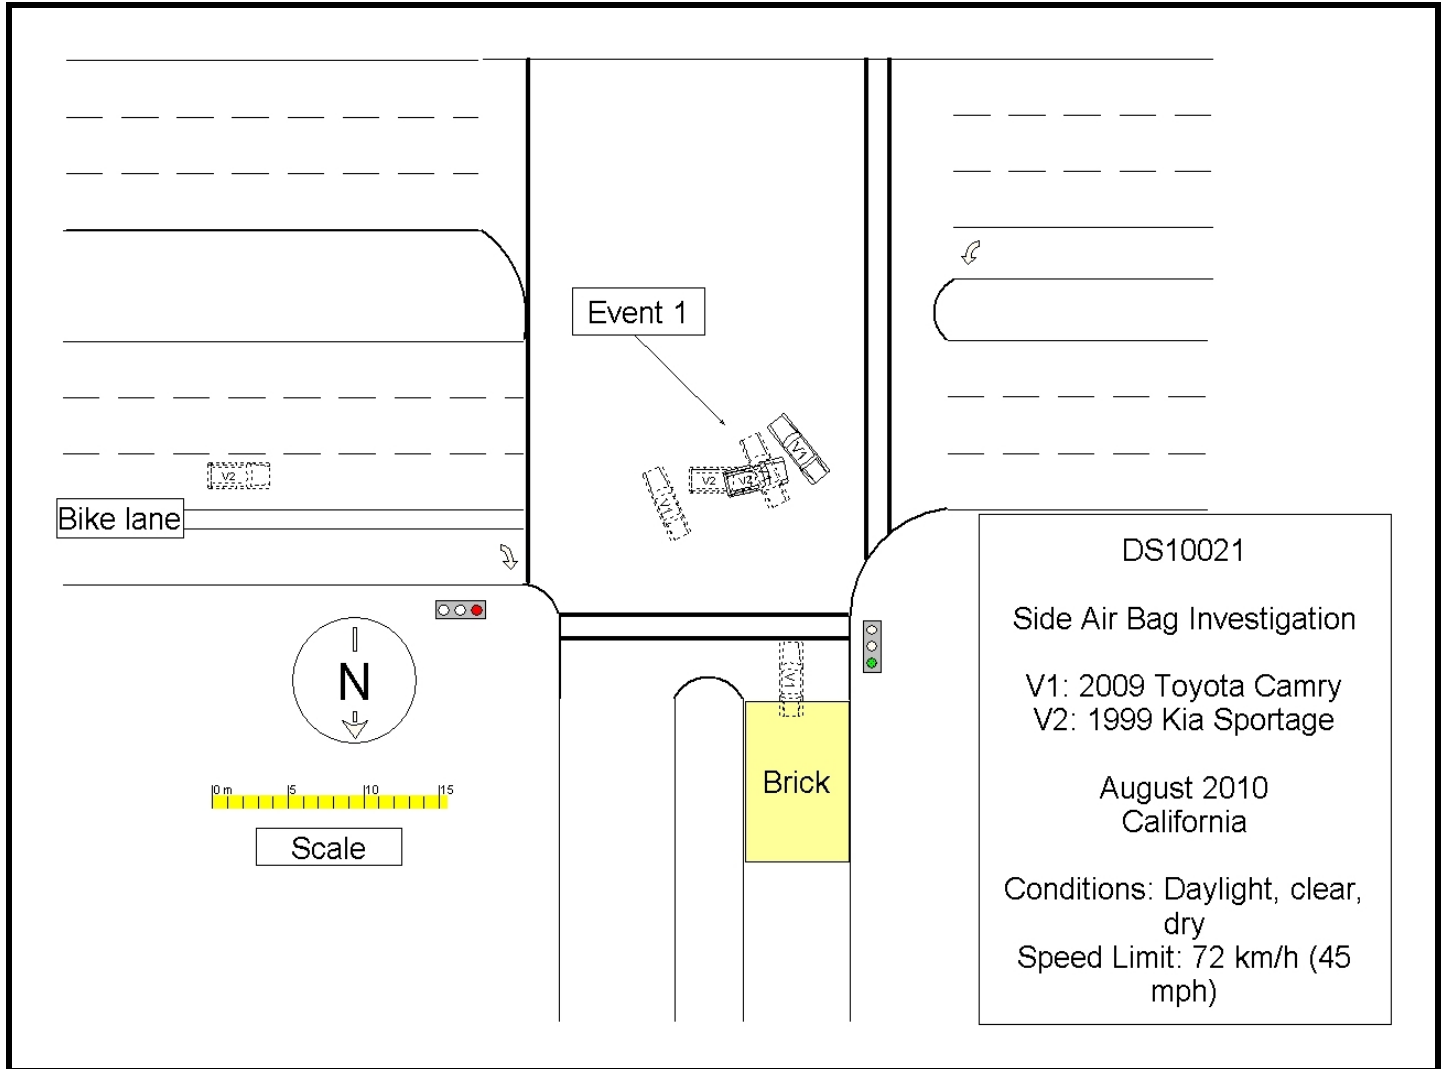 Event 1
V1
V2
V2
V2
V1
Bike lane
N
V1
0 m
5
10
15
Scale
Brick
DS10021
Side Air Bag Investigation
V1: 2009 Toyota Camry
V2: 1999 Kia Sportage
August 2010
California
Conditions: Daylight, clear,
dry
Speed Limit: 72 km/h (45
mph)